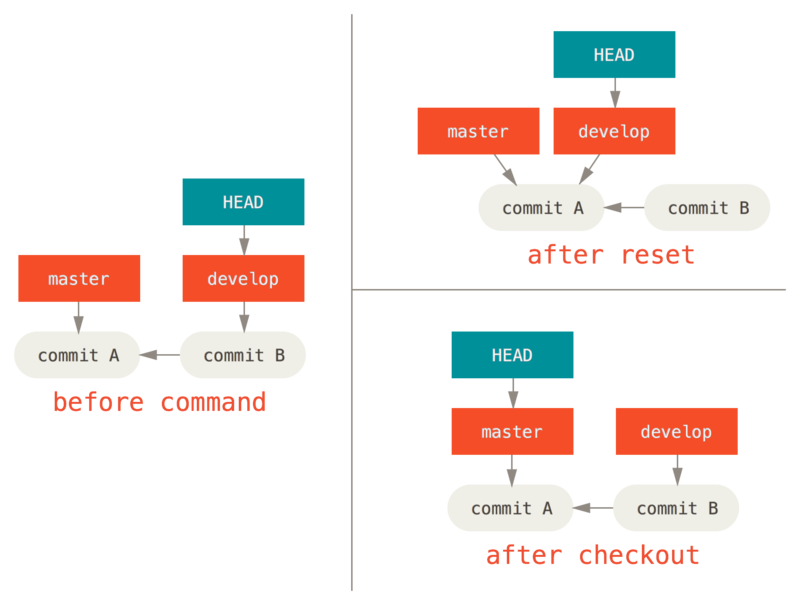 HEAD
master
develop
commit A
commit B
before command
HEAD
master
develop
commit A
commit B
after reset
HEAD
master
develop
commit A
commit B
after checkout